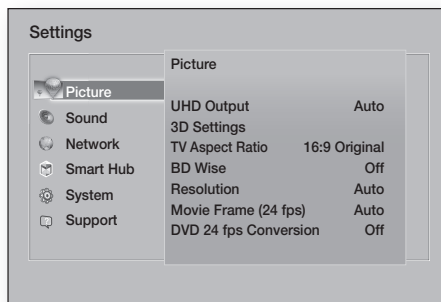 Settings
Picture
Sound
Network
Smart Hub
System
Support
Picture
UHD Output Auto
3D Settings
TV Aspect Ratio 16:9 Original
BD Wise Off
Resolution Auto
Movie Frame (24 fps) Auto
DVD 24 fps Conversion Off